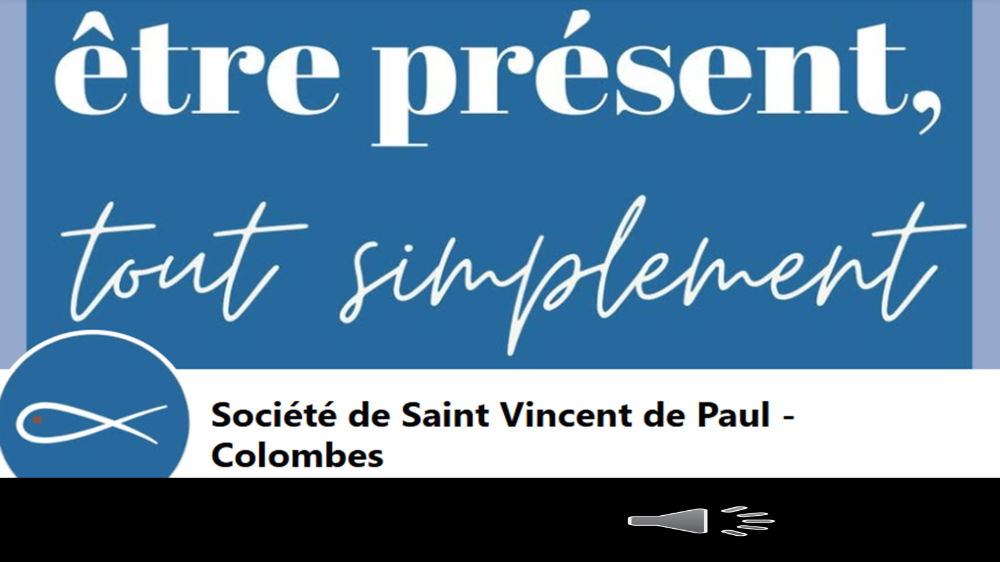 être présent,
tout simplement
Société de Saint Vincent de Paul -
Colombes